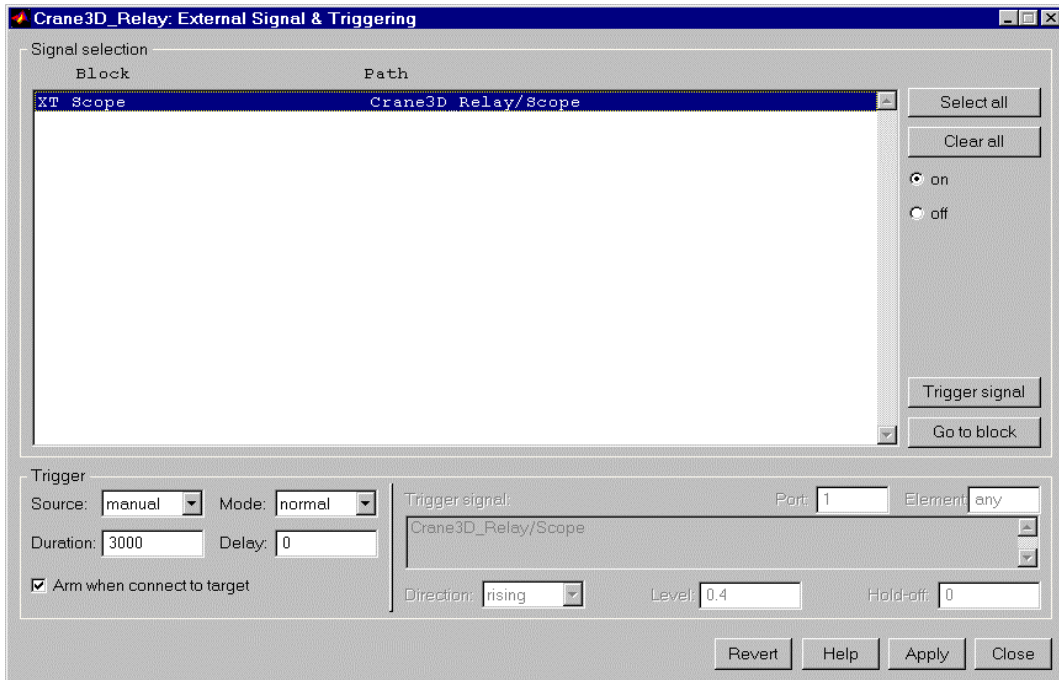 Crane3D_Relay: External Signal & Triggering
Signal selection
Block Path
XT Scope Crane3D Relay/Scope
Select all
Clear all
on
off
Trigger signal
Go to block
Trigger
Source: manual Mode: normal Trigger signal: Port: 1 Element: any
Crane3D_Relay/Scope
Duration: 3000 Delay: 0
Arm when connect to target
Direction: rising Level: 0.4 Hold-off: 0
Revert Help Apply Close